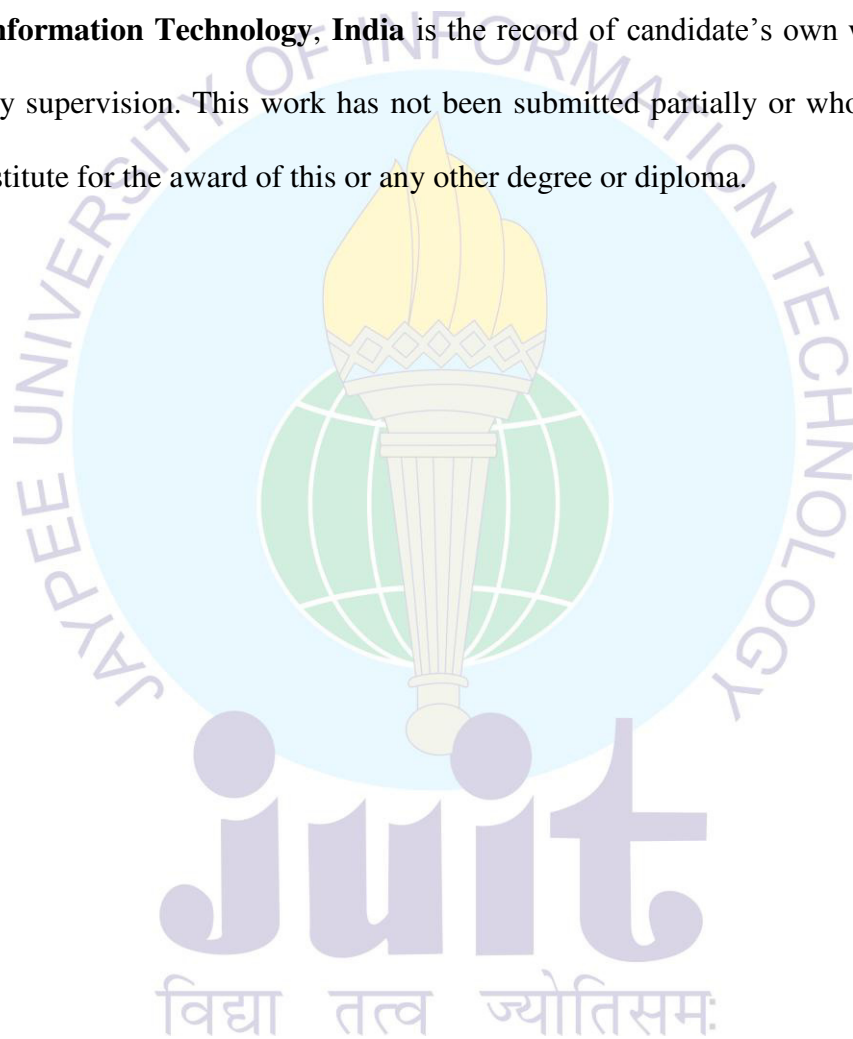 nformation Technology, India is the record of candidate's own
y supervision. This work has not been submitted partially or
stitute for the award of this or any other degree or diploma.
JAYPEE UNIVERSITY OF INFORMATION TECHNOLOGY
juit
विद्या तत्व ज्योतिसमः